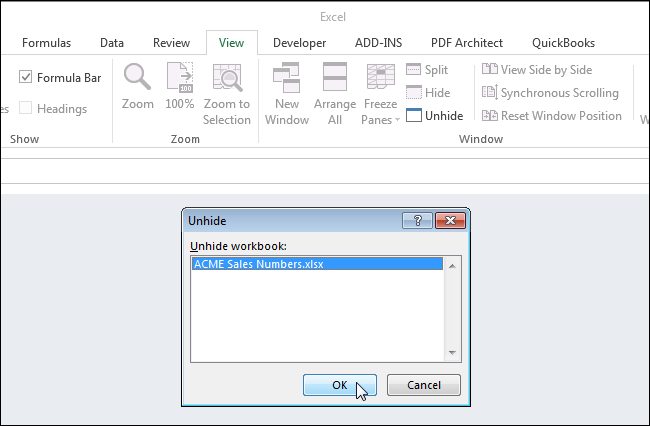 Excel
Formulas Data Review View Developer ADD-INS PDF Architect QuickBooks
Formula Bar
es Headings
Show
Zoom
100
100%
Zoom to
Selection
Zoom
New
Window
Arrange
All
Freeze
Panes
Split
Hide
Unhide
View Side by Side
Synchronous Scrolling
Reset Window Position
W
Window
Unhide
?
Unhide workbook:
ACME Sales Numbers.xlsx
OK
Cancel